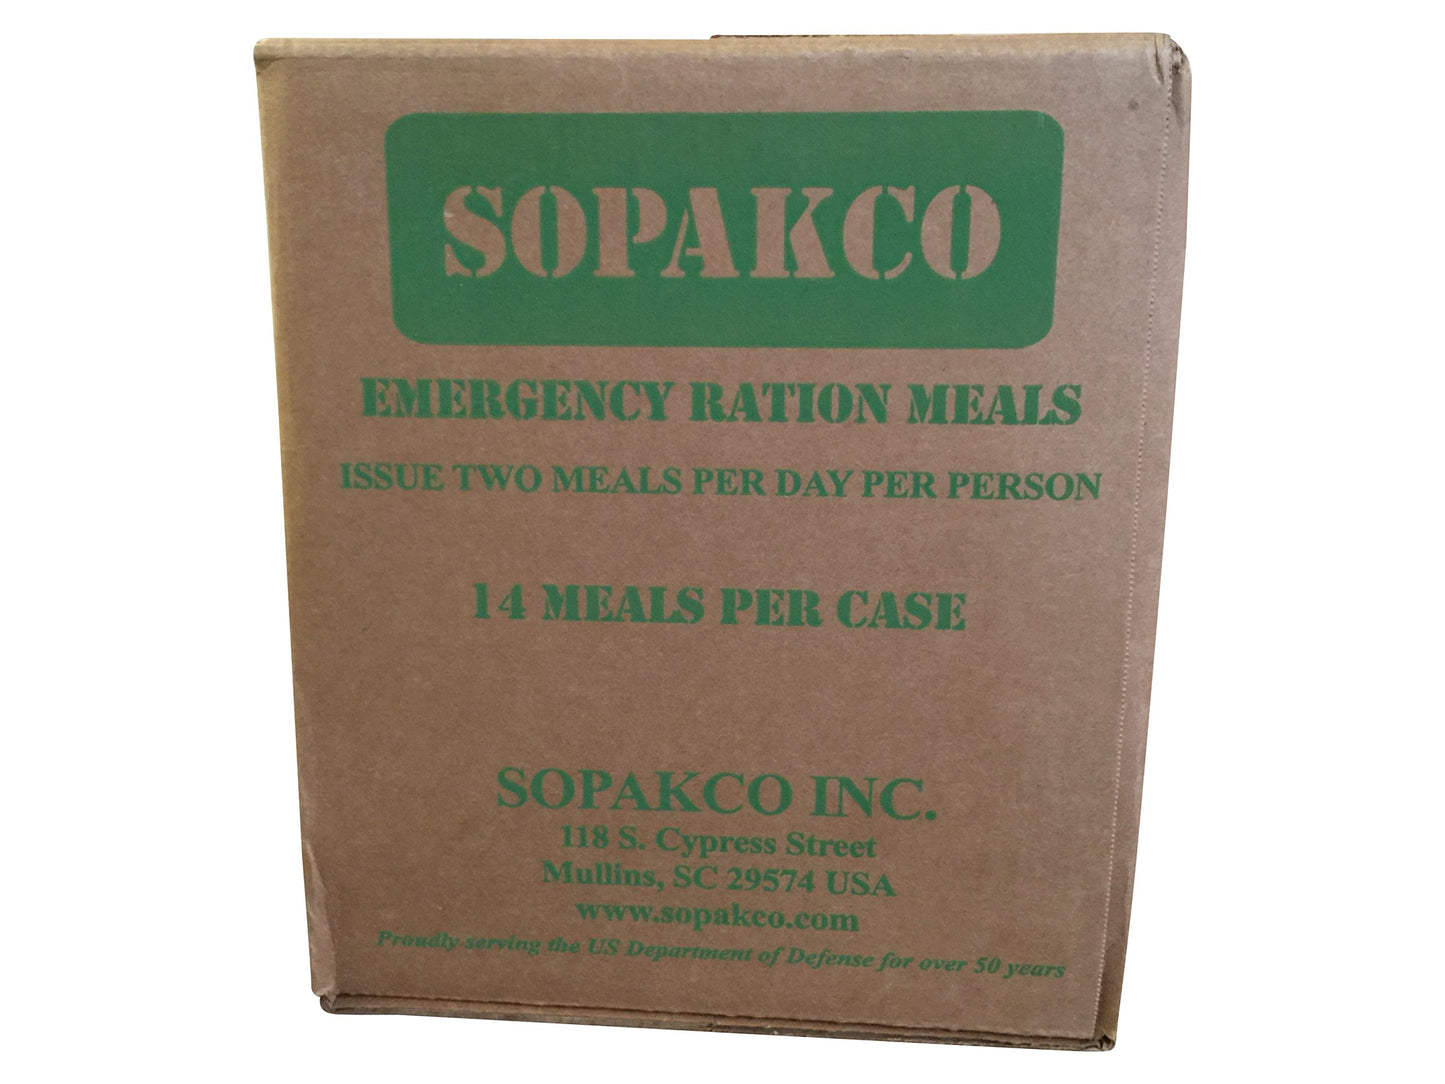 SOPAKCO
EMERGENCY RATION MEALS
ISSUE TWO MEALS PER DAY PER PERSON
14 MEALS PER CASE
SOPAKCO INC.
118 S. Cypress Street
Mullins, SC 29574 USA
www.sopakco.com
Proudly serving the US Department of Defense for over 50 years